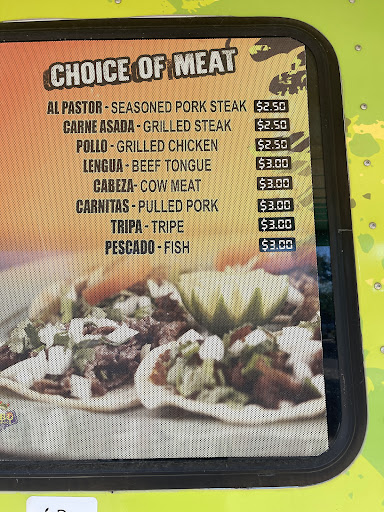 CHOICE OF MEAT
AL PASTOR - SEASONED PORK STEAK $2.50
CARNE ASADA - GRILLED STEAK $2.50
POLLO - GRILLED CHICKEN $2.50
LENGUA - BEEF TONGUE $3.00
CABEZA- COW MEAT $3.00
CARNITAS - PULLED PORK $3.00
TRIPA - TRIPE $3.00
PESCADO - FISH $3.00